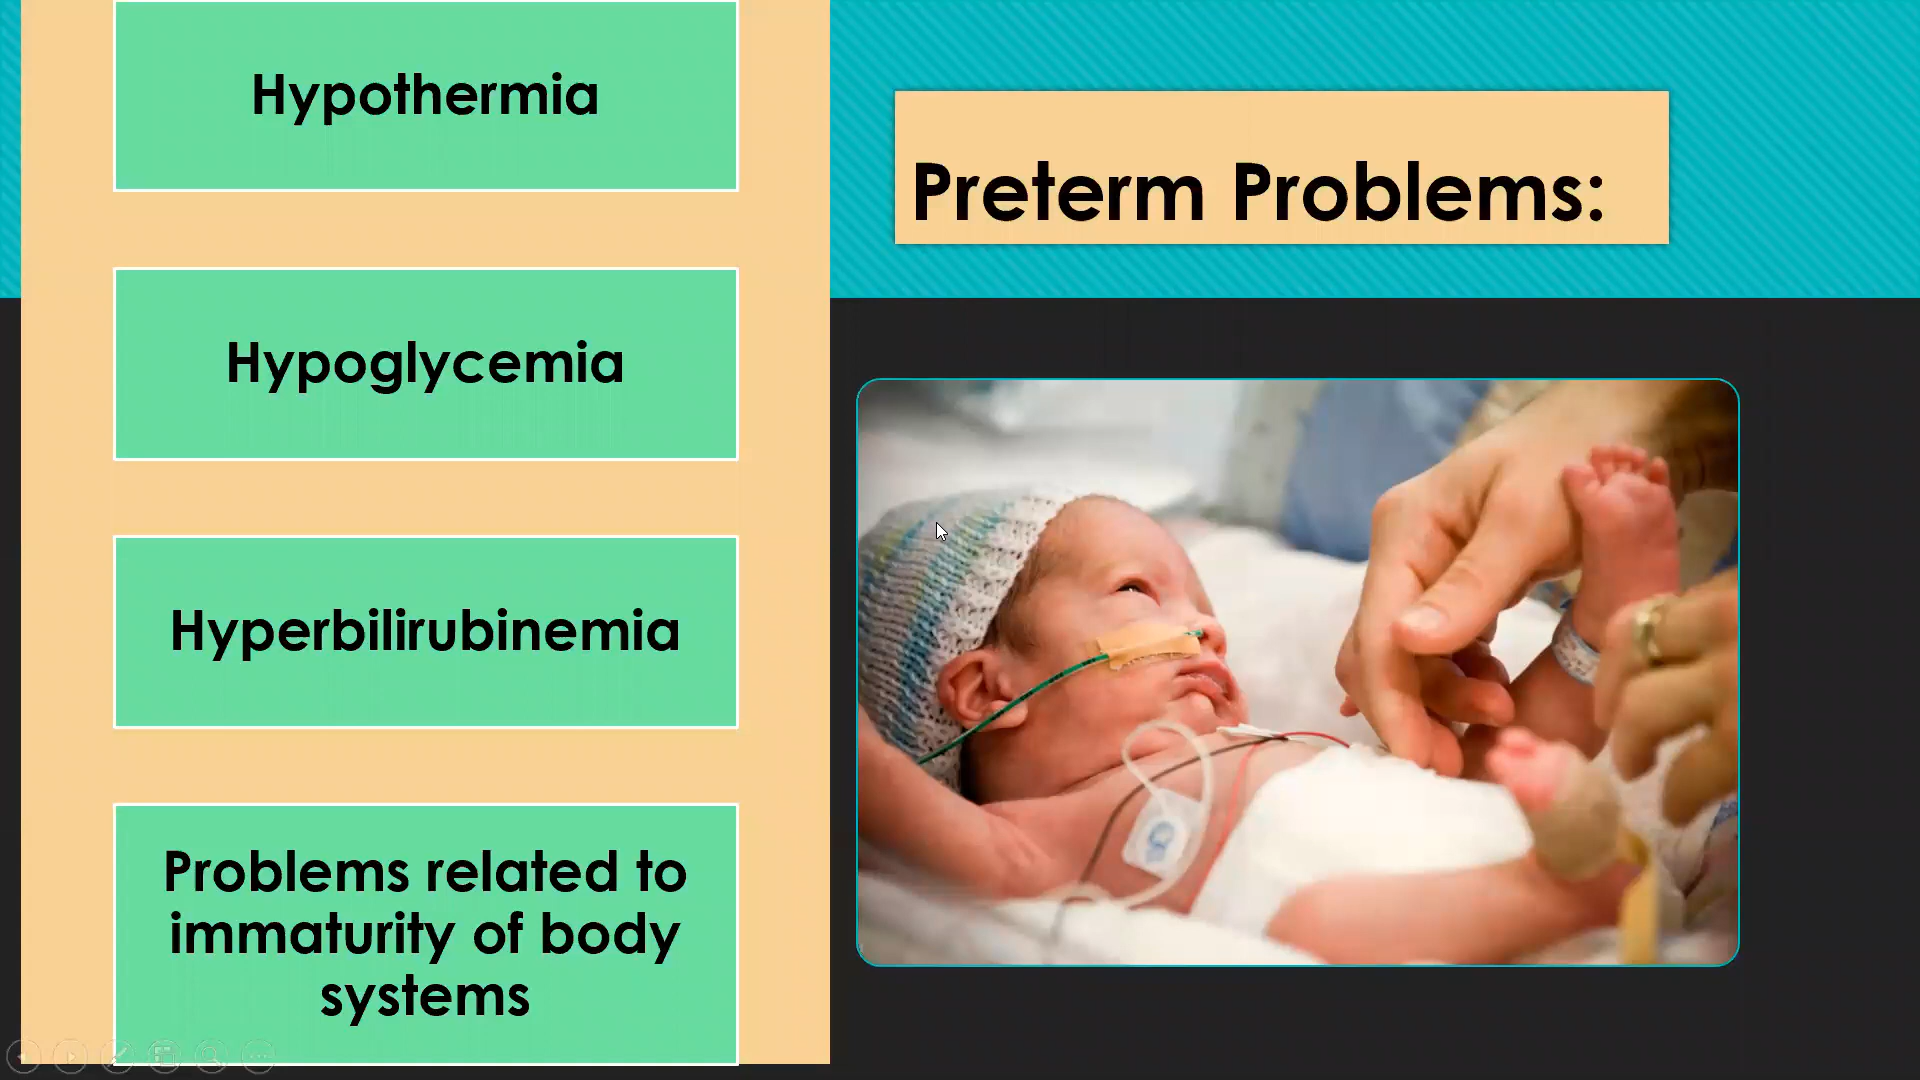 Preterm Problems:
Hypothermia
Hypoglycemia
Hyperbilirubinemia
Problems related to
immaturity of body
systems